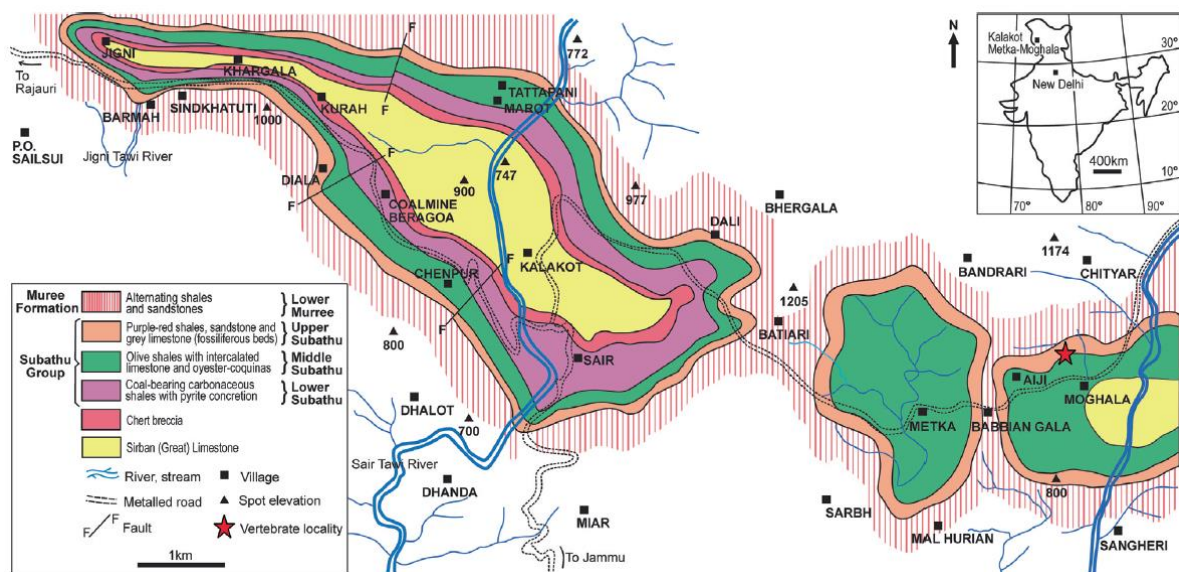 JIGNI
To
Rajauri
KHARGALA
BARMAH
SINDKHATUTI
1000
KURAH
P.O.
SAILSUI
Jigni Tawi River
DIALA
F
F
F
F
772
TATTAPANI
MAROT
747
900
COALMINE
BERAGOA
977
KALAKOT
CHENPUR
F
F
800
SAIR
DALI
BHERGALA
1205
BATIARI
DHALOT
700
Sair Tawi River
DHANDA
MIAR
To Jammu
N
Kalakot
Metka-Moghala
New Delhi
30°
20°
10°
0°
400km
70°
80°
90°
1174
BANDRARI
CHITYAR
AIJI
MOGHALA
METKA
BABBIAN GALA
800
SARBH
MAL HURIAN
SANGHERI
Muree
Formation
Alternating shales
and sandstones
Lower
Murree
Subathu
Group
Purple-red shales, sandstone and
grey limestone (fossiliferous beds)
Upper
Subathu
Olive shales with intercalated
limestone and oyester-coquinas
Middle
Subathu
Coal-bearing carbonaceous
shales with pyrite concretion
Lower
Subathu
Chert breccia
Sirban (Great) Limestone
River, stream
Village
Metalled road
Spot elevation
F
F
Fault
Vertebrate locality
1km